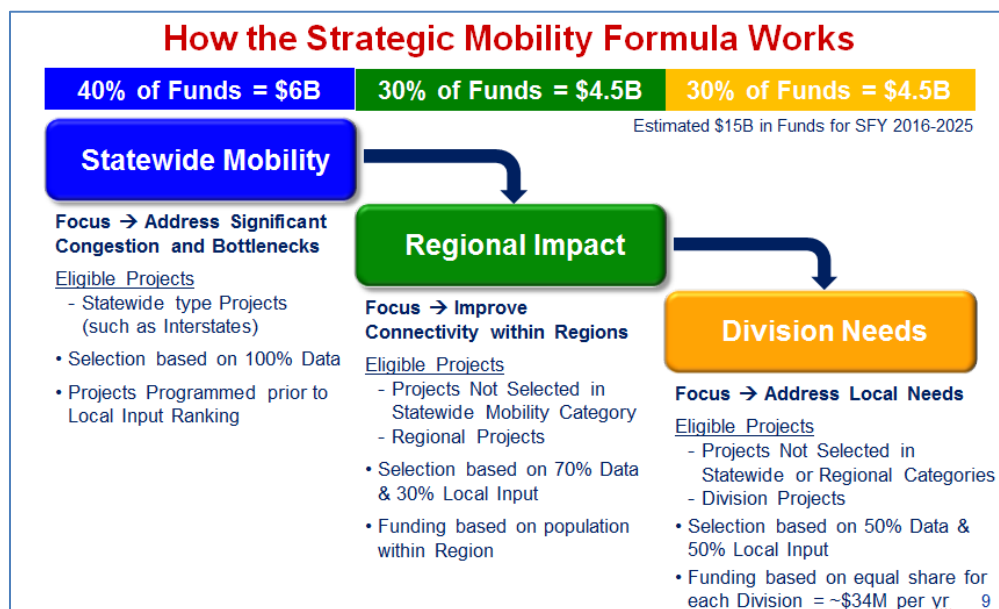 How the Strategic Mobility Formula Works
40% of Funds = $6B
30% of Funds = $4.5B
30% of Funds = $4.5B
Estimated $15B in Funds for SFY 2016-2025
Statewide Mobility
Focus → Address Significant
Congestion and Bottlenecks
Eligible Projects
- Statewide type Projects
(such as Interstates)
• Selection based on 100% Data
• Projects Programmed prior to
Local Input Ranking
Regional Impact
Focus → Improve
Connectivity within Regions
Eligible Projects
- Projects Not Selected in
Statewide Mobility Category
- Regional Projects
• Selection based on 70% Data
& 30% Local Input
• Funding based on population
within Region
Division Needs
Focus → Address Local Needs
Eligible Projects
- Projects Not Selected in
Statewide or Regional Categories
- Division Projects
• Selection based on 50% Data &
50% Local Input
• Funding based on equal share for
each Division = ~$34M per yr
9